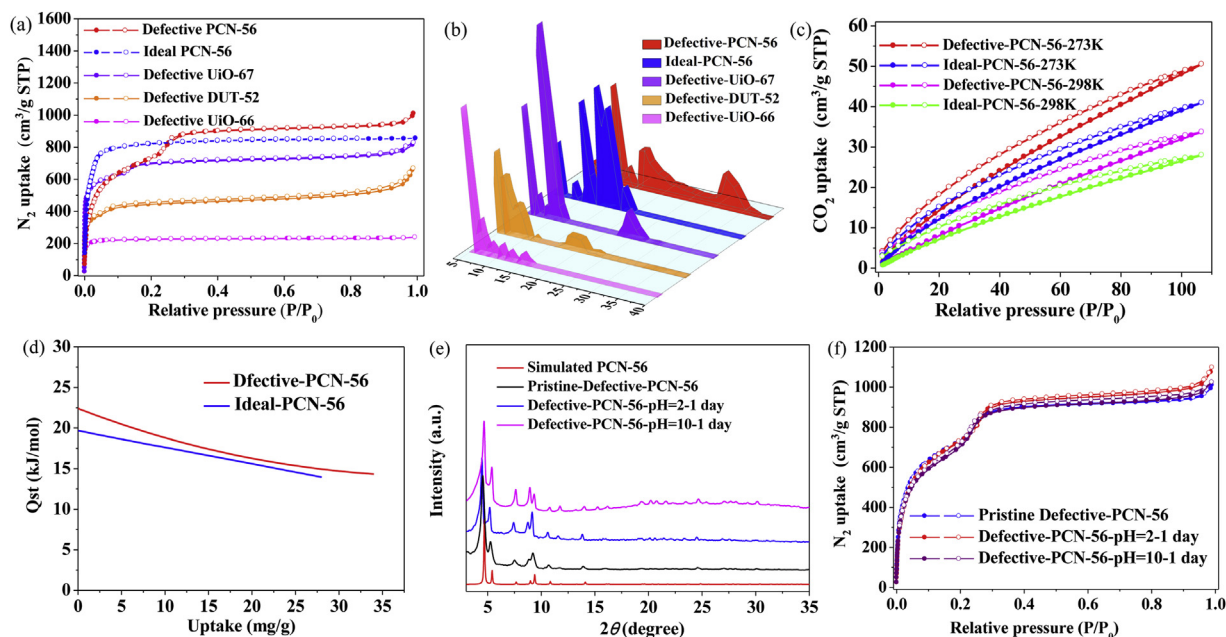 (a)
1600
1400
1200
1000
800
600
400
200
0
0.0 0.2 0.4 0.6 0.8 1.0
N₂ uptake (cm³/g STP)
Relative pressure (P/P₀)
Defective PCN-56
Ideal PCN-56
Defective UiO-67
Defective DUT-52
Defective UiO-66
(b)
Defective-PCN-56
Ideal-PCN-56
Defective-UiO-67
Defective-DUT-52
Defective-UiO-66
5 10 15 20 25 30 35 40
(c)
60
50
40
30
20
10
0
0 20 40 60 80 100
CO₂ uptake (cm³/g STP)
Relative pressure (P/P₀)
Defective-PCN-56-273K
Ideal-PCN-56-273K
Defective-PCN-56-298K
Ideal-PCN-56-298K
(d)
30
25
20
15
10
5
0
0 5 10 15 20 25 30 35
Qst (kJ/mol)
Uptake (mg/g)
Dfective-PCN-56
Ideal-PCN-56
(e)
Simulated PCN-56
Pristine-Defective-PCN-56
Defective-PCN-56-pH=2-1 day
Defective-PCN-56-pH=10-1 day
Intensity (a.u.)
5 10 15 20 25 30 35
2θ (degree)
(f)
1200
1000
800
600
400
200
0
0.0 0.2 0.4 0.6 0.8 1.0
N₂ uptake (cm³/g STP)
Relative pressure (P/P₀)
Pristine Defective-PCN-56
Defective-PCN-56-pH=2-1 day
Defective-PCN-56-pH=10-1 day